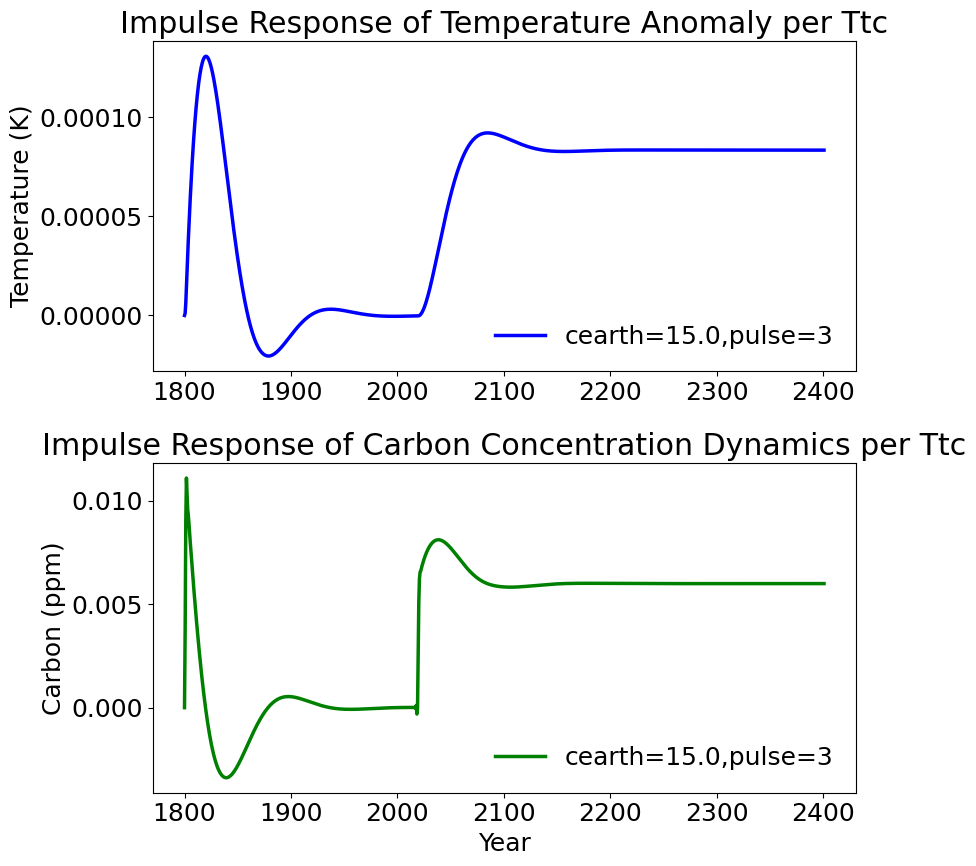 Impulse Response of Temperature Anomaly per Ttc
Temperature (K)
0.00010
0.00005
0.00000
cearth=15.0,pulse=3
1800 1900 2000 2100 2200 2300 2400
Impulse Response of Carbon Concentration Dynamics per Ttc
Carbon (ppm)
0.010
0.005
0.000
cearth=15.0,pulse=3
1800 1900 2000 2100 2200 2300 2400
Year